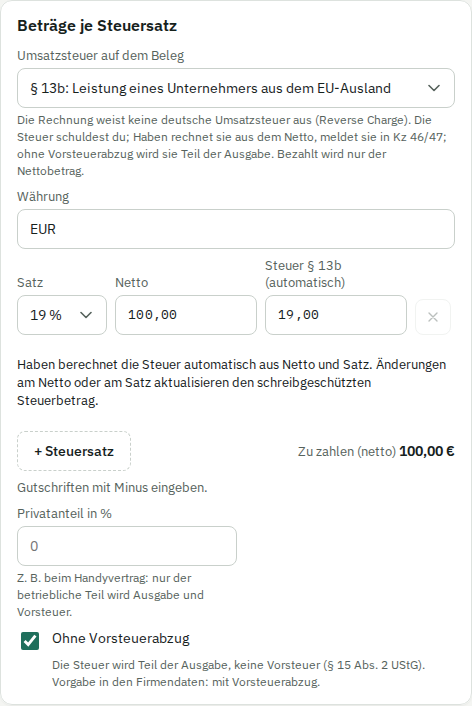 Beträge je Steuersatz
Umsatzsteuer auf dem Beleg
§ 13b: Leistung eines Unternehmers aus dem EU-Ausland
Die Rechnung weist keine deutsche Umsatzsteuer aus (Reverse Charge). Die
Steuer schuldest du; Haben rechnet sie aus dem Netto, meldet sie in Kz 46/47;
ohne Vorsteuerabzug wird sie Teil der Ausgabe. Bezahlt wird nur der
Nettobetrag.
Währung
EUR
Satz
Netto
Steuer § 13b
(automatisch)
19 %
100,00
19,00
Haben berechnet die Steuer automatisch aus Netto und Satz. Änderungen
am Netto oder am Satz aktualisieren den schreibgeschützten
Steuerbetrag.
+ Steuersatz
Zu zahlen (netto) 100,00 €
Gutschriften mit Minus eingeben.
Privatanteil in %
0
Z. B. beim Handyvertrag: nur der
betriebliche Teil wird Ausgabe und
Vorsteuer.
Ohne Vorsteuerabzug
Die Steuer wird Teil der Ausgabe, keine Vorsteuer (§ 15 Abs. 2 UStG).
Vorgabe in den Firmendaten: mit Vorsteuerabzug.